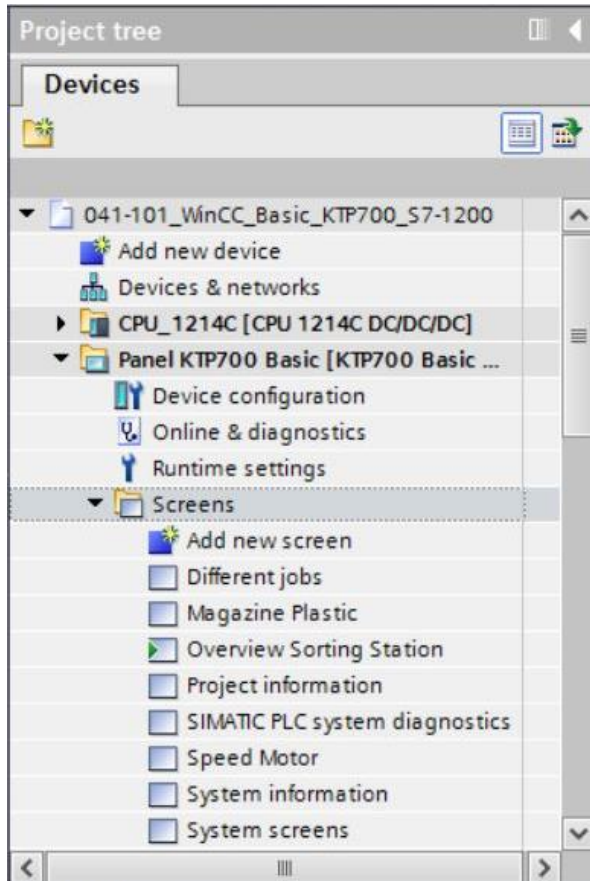 Project tree
Devices
041-101_WinCC_Basic_KTP700_S7-1200
Add new device
Devices & networks
CPU_1214C [CPU 1214C DC/DC/DC]
Panel KTP700 Basic [KTP700 Basic ...
Device configuration
Online & diagnostics
Runtime settings
Screens
Add new screen
Different jobs
Magazine Plastic
Overview Sorting Station
Project information
SIMATIC PLC system diagnostics
Speed Motor
System information
System screens